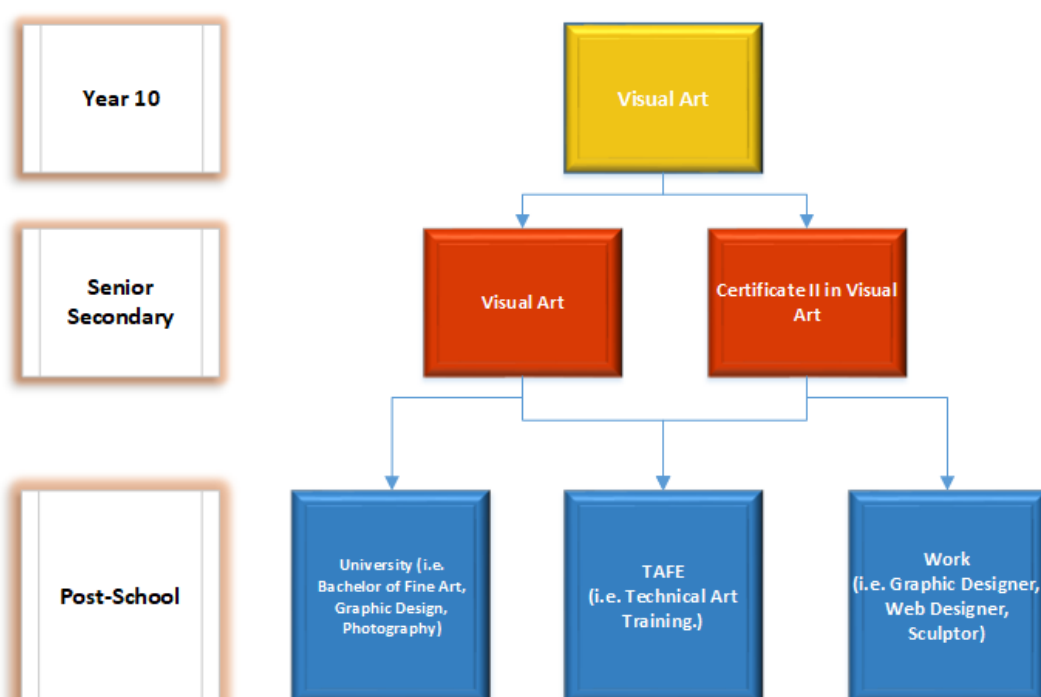 Year 10
Visual Art
Senior
Secondary
Visual Art
Certificate II in Visual
Art
Post-School
University (i.e.
Bachelor of Fine Art,
Graphic Design,
Photography)
TAFE
(i.e. Technical Art
Training.)
Work
(i.e. Graphic Designer,
Web Designer,
Sculptor)